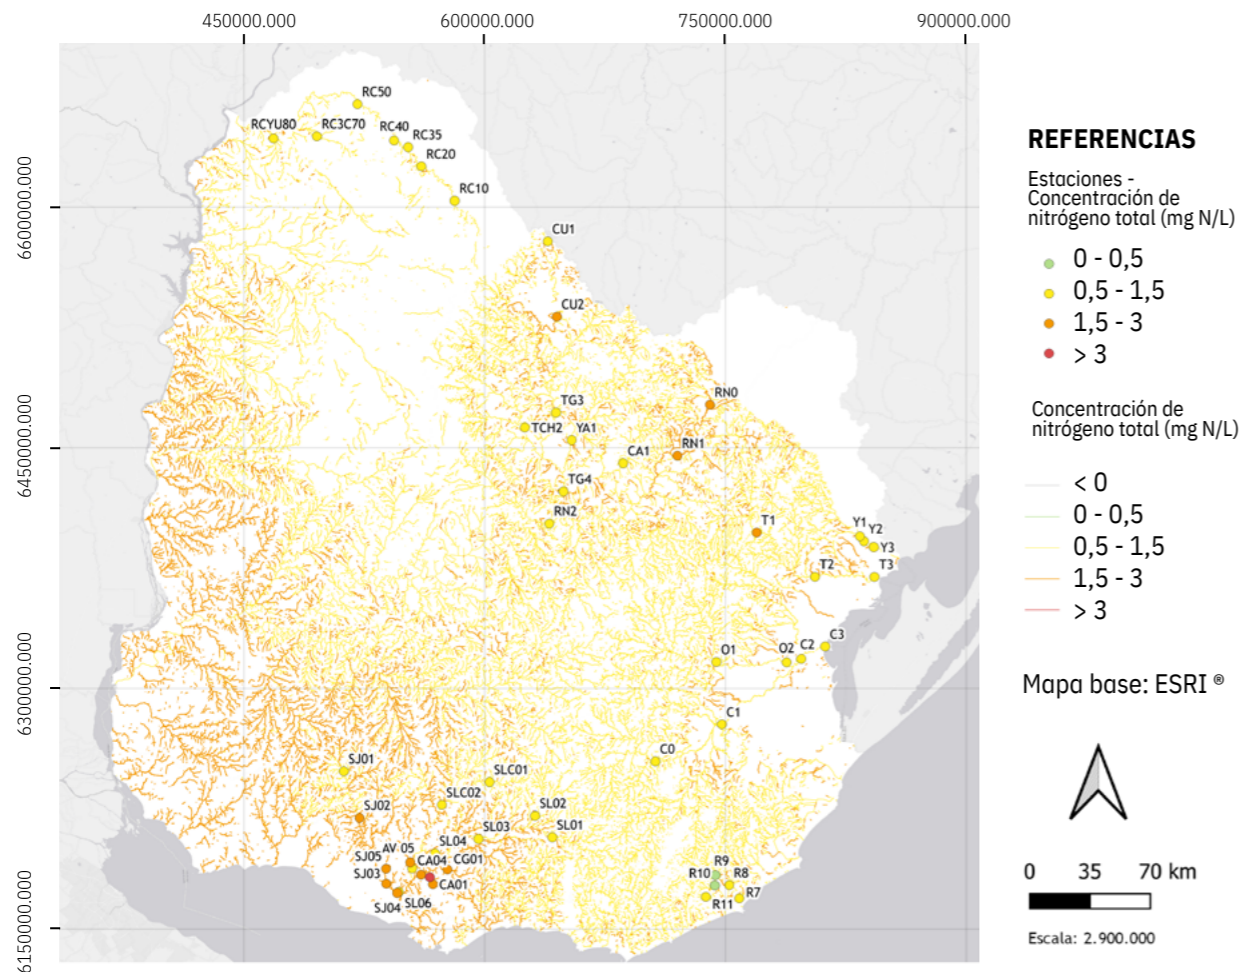 450000.000
600000.000
750000.000
900000.000
6600000.000
6450000.000
6300000.000
6150000.000
RC50
RCYU80
RC3C70
RC40
RC35
RC20
RC10
CU1
CU2
RN0
TG3
TCH2
YA1
CA1
RN1
TG4
RN2
T1
Y1
Y2
Y3
T2
T3
C3
O1
O2
C2
C1
C0
SJ01
SLC01
SLC02
SJ02
SL02
SL01
SL03
SL04
AV 05
SJ05
CA04
CG01
SJ03
CA01
SJ04
SL06
R9
R10
R8
R7
R11
REFERENCIAS
Estaciones -
Concentración de
nitrógeno total (mg N/L)
0 - 0,5
0,5 - 1,5
1,5 - 3
> 3
Concentración de
nitrógeno total (mg N/L)
< 0
0 - 0,5
0,5 - 1,5
1,5 - 3
> 3
Mapa base: ESRI ®
0 35 70 km
Escala: 2.900.000